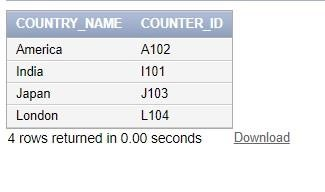 COUNTRY_NAME COUNTER_ID
America A102
India I101
Japan J103
London L104
4 rows returned in 0.00 seconds Download